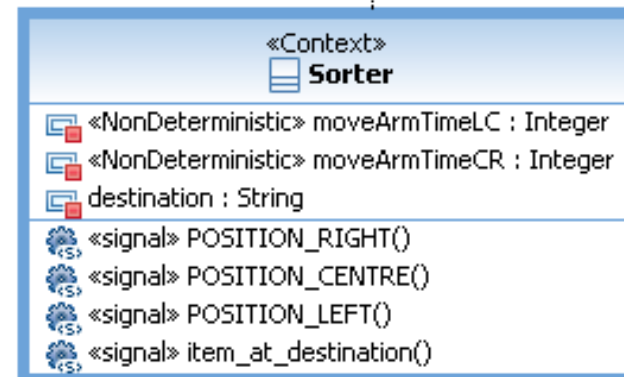 «Context»
Sorter
«NonDeterministic» moveArmTimeLC : Integer
«NonDeterministic» moveArmTimeCR : Integer
destination : String
«signal» POSITION_RIGHT()
«signal» POSITION_CENTRE()
«signal» POSITION_LEFT()
«signal» item_at_destination()